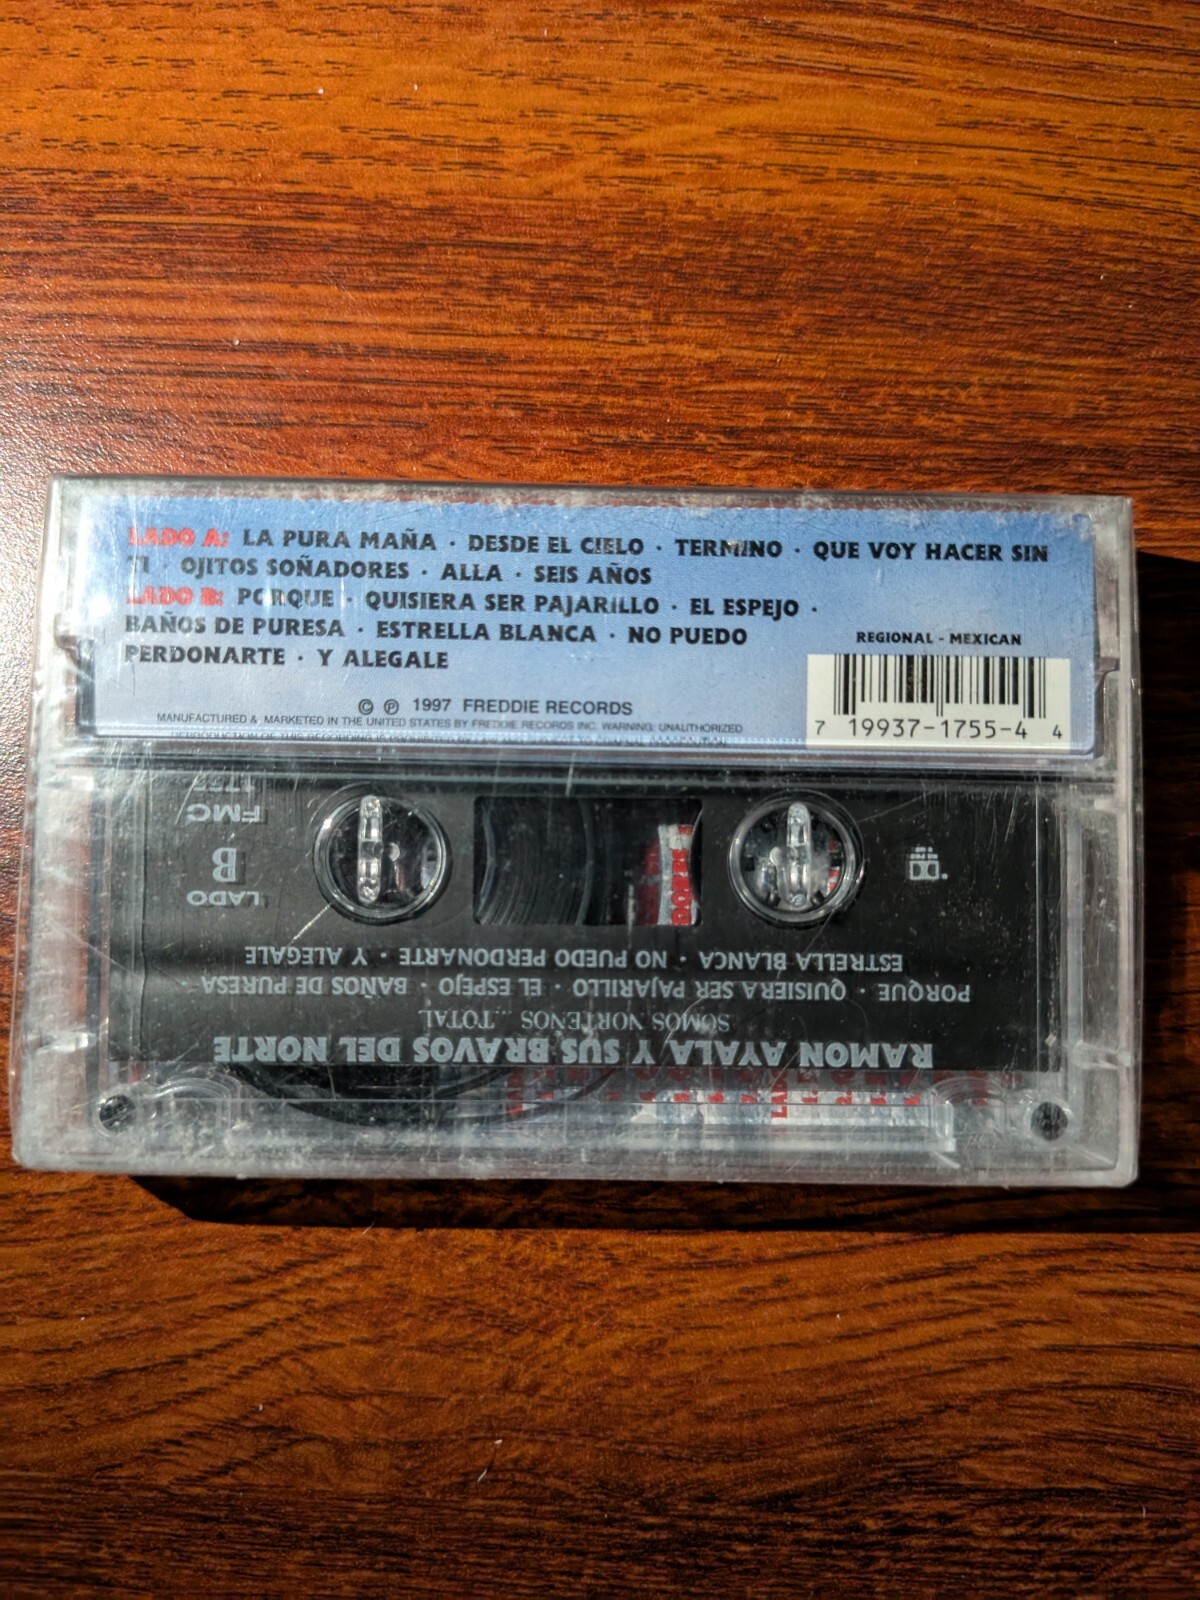 LADO A: LA PURA MAÑA · DESDE EL CIELO · TERMINO · QUE VOY HACER SIN
TI · OJITOS SOÑADORES · ALLA · SEIS AÑOS
LADO B: PORQUE · QUISIERA SER PAJARILLO · EL ESPEJO ·
BAÑOS DE PURESA · ESTRELLA BLANCA · NO PUEDO
PERDONARTE · Y ALEGALE
REGIONAL - MEXICAN
© ℗ 1997 FREDDIE RECORDS
MANUFACTURED & MARKETED IN THE UNITED STATES BY FREDDIE RECORDS INC. WARNING: UNAUTHORIZED
7 19937-1755-4 4
RAMON AYALA Y SUS BRAVOS DEL NORTE
SOMOS NORTEÑOS...TOTAL
PORQUE · QUISIERA SER PAJARILLO · EL ESPEJO · BAÑOS DE PURESA ·
ESTRELLA BLANCA · NO PUEDO PERDONARTE · Y ALEGALE
LADO
B
FMC
1755